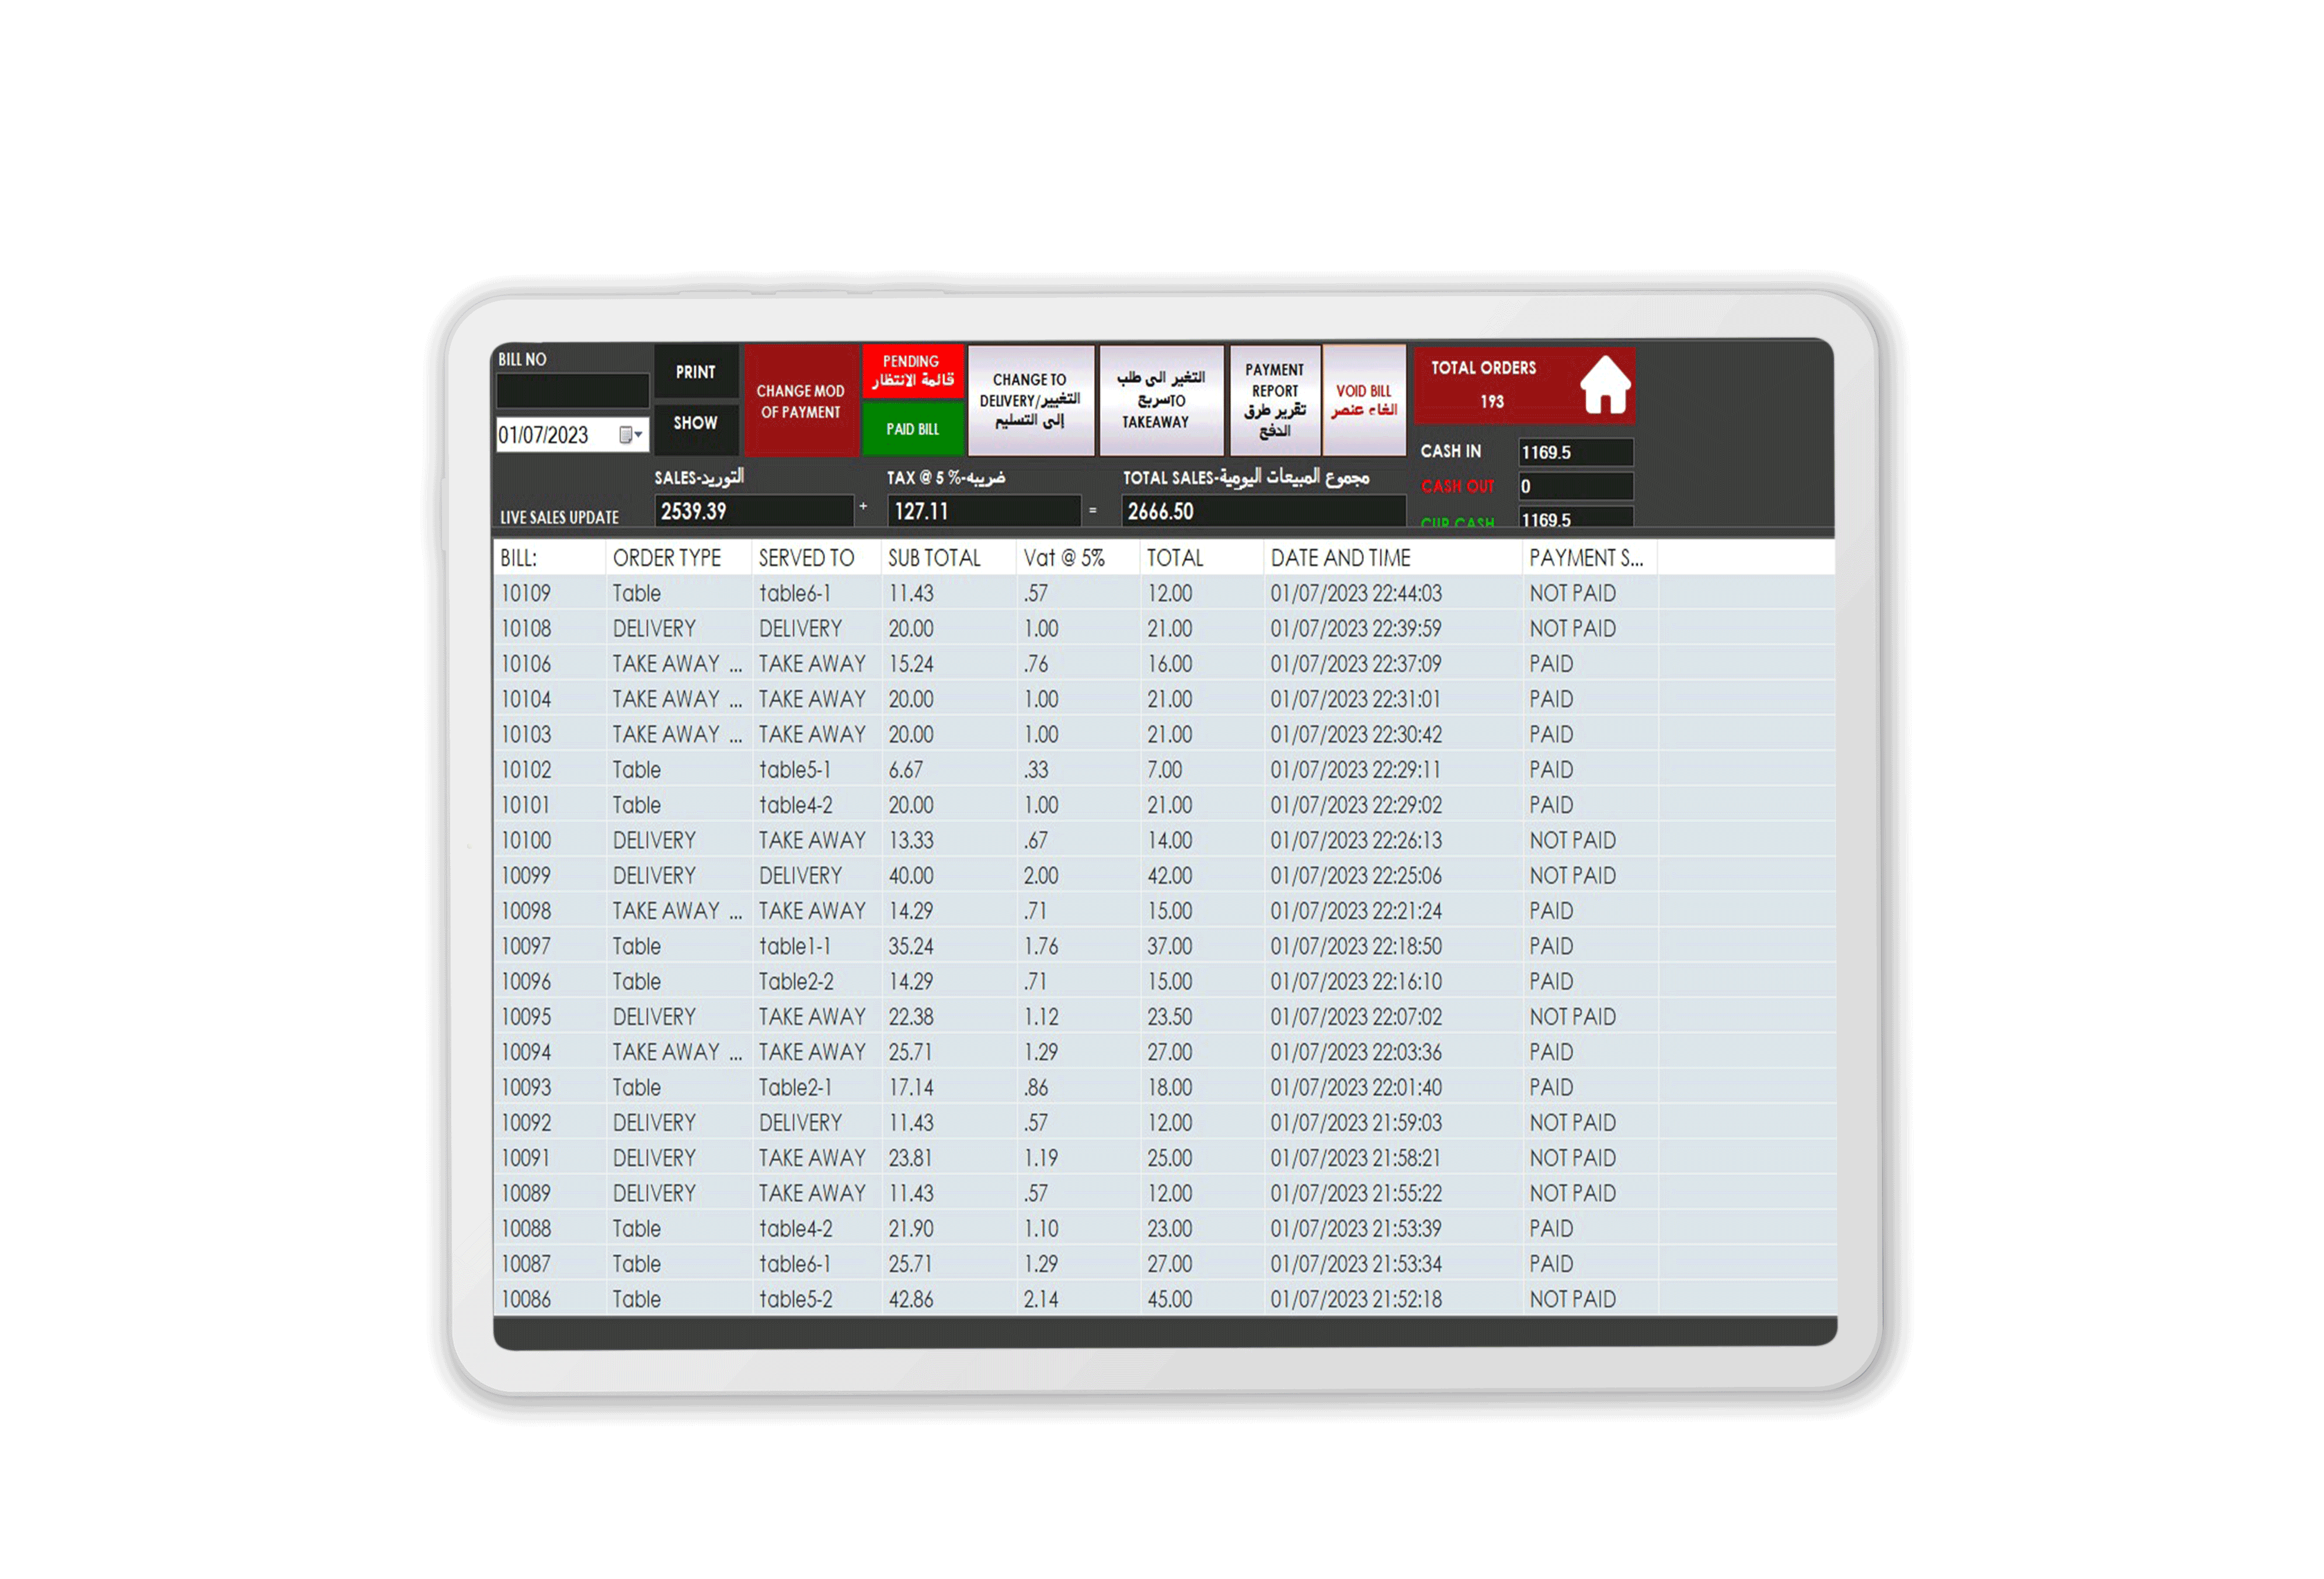 BILL NO
01/07/2023
PRINT
SHOW
CHANGE MOD
OF PAYMENT
PENDING
قائمة الانتظار
PAID BILL
CHANGE TO
DELIVERY/التغيير
إلى التسليم
التغير الى طلب
سريعTO
TAKEAWAY
PAYMENT
REPORT
تقرير طرق
الدفع
VOID BILL
الغاء عنصر
TOTAL ORDERS
193
CASH IN 1169.5
CASH OUT 0
CUR CASH 1169.5
SALES-التوريد TAX @ 5 %-ضريبه TOTAL SALES-مجموع المبيعات اليومية
LIVE SALES UPDATE 2539.39 + 127.11 = 2666.50
BILL: ORDER TYPE SERVED TO SUB TOTAL Vat @ 5% TOTAL DATE AND TIME PAYMENT S...
10109 Table table6-1 11.43 .57 12.00 01/07/2023 22:44:03 NOT PAID
10108 DELIVERY DELIVERY 20.00 1.00 21.00 01/07/2023 22:39:59 NOT PAID
10106 TAKE AWAY ... TAKE AWAY 15.24 .76 16.00 01/07/2023 22:37:09 PAID
10104 TAKE AWAY ... TAKE AWAY 20.00 1.00 21.00 01/07/2023 22:31:01 PAID
10103 TAKE AWAY ... TAKE AWAY 20.00 1.00 21.00 01/07/2023 22:30:42 PAID
10102 Table table5-1 6.67 .33 7.00 01/07/2023 22:29:11 PAID
10101 Table table4-2 20.00 1.00 21.00 01/07/2023 22:29:02 PAID
10100 DELIVERY TAKE AWAY 13.33 .67 14.00 01/07/2023 22:26:13 NOT PAID
10099 DELIVERY DELIVERY 40.00 2.00 42.00 01/07/2023 22:25:06 NOT PAID
10098 TAKE AWAY ... TAKE AWAY 14.29 .71 15.00 01/07/2023 22:21:24 PAID
10097 Table table1-1 35.24 1.76 37.00 01/07/2023 22:18:50 PAID
10096 Table Table2-2 14.29 .71 15.00 01/07/2023 22:16:10 PAID
10095 DELIVERY TAKE AWAY 22.38 1.12 23.50 01/07/2023 22:07:02 NOT PAID
10094 TAKE AWAY ... TAKE AWAY 25.71 1.29 27.00 01/07/2023 22:03:36 PAID
10093 Table Table2-1 17.14 .86 18.00 01/07/2023 22:01:40 PAID
10092 DELIVERY DELIVERY 11.43 .57 12.00 01/07/2023 21:59:03 NOT PAID
10091 DELIVERY TAKE AWAY 23.81 1.19 25.00 01/07/2023 21:58:21 NOT PAID
10089 DELIVERY TAKE AWAY 11.43 .57 12.00 01/07/2023 21:55:22 NOT PAID
10088 Table table4-2 21.90 1.10 23.00 01/07/2023 21:53:39 PAID
10087 Table table6-1 25.71 1.29 27.00 01/07/2023 21:53:34 PAID
10086 Table table5-2 42.86 2.14 45.00 01/07/2023 21:52:18 NOT PAID